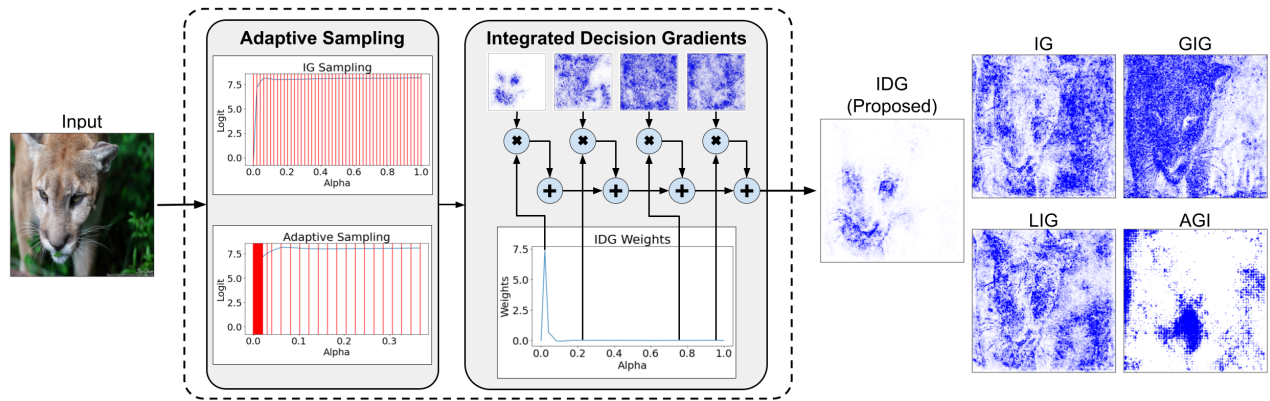 Input
Adaptive Sampling
IG Sampling
Logit
7.5
5.0
2.5
0.0
0.0 0.2 0.4 0.6 0.8 1.0
Alpha
Adaptive Sampling
Logit
7.5
5.0
2.5
0.0
0.0 0.1 0.2 0.3
Alpha
Integrated Decision Gradients
IDG Weights
Weights
7.5
5.0
2.5
0.0
0.0 0.2 0.4 0.6 0.8 1.0
Alpha
IDG
(Proposed)
IG
GIG
LIG
AGI